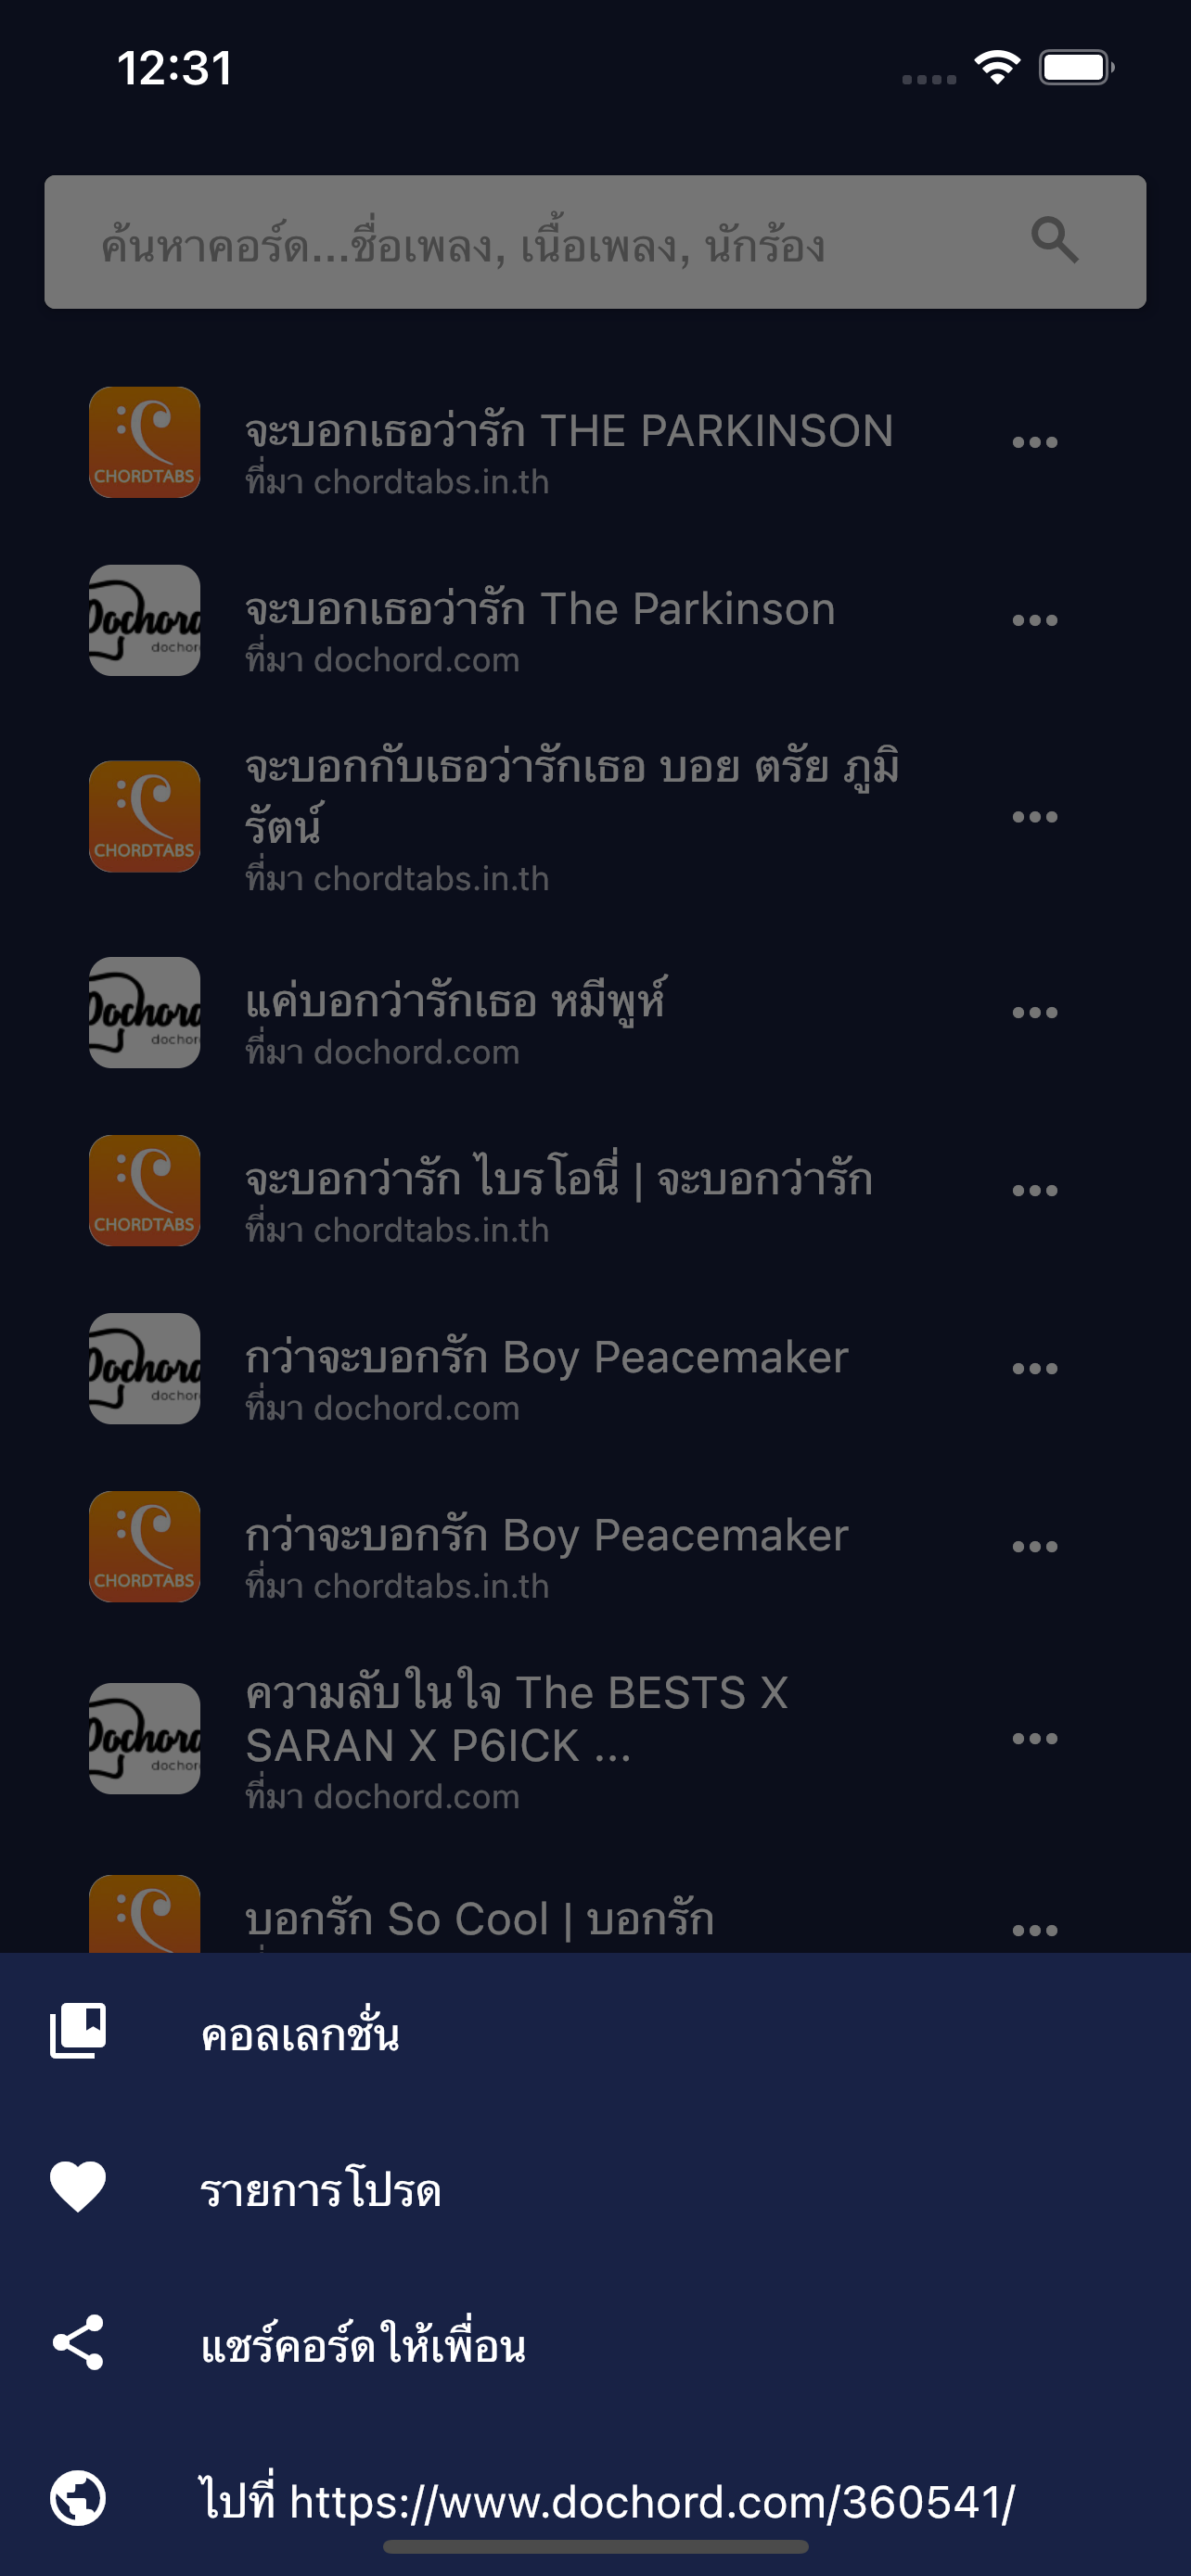 12:31
ค้นหาคอร์ด...ชื่อเพลง, เนื้อเพลง, นักร้อง
CHORDTABS
จะบอกเธอว่ารัก THE PARKINSON
ที่มา chordtabs.in.th
Dochord
dochor
จะบอกเธอว่ารัก The Parkinson
ที่มา dochord.com
CHORDTABS
จะบอกกับเธอว่ารักเธอ บอย ตรัย ภูมิ
รัตน์
ที่มา chordtabs.in.th
Dochord
dochor
แค่บอกว่ารักเธอ หมีพูห์
ที่มา dochord.com
CHORDTABS
จะบอกว่ารัก ไบรโอนี่ | จะบอกว่ารัก
ที่มา chordtabs.in.th
Dochord
dochor
กว่าจะบอกรัก Boy Peacemaker
ที่มา dochord.com
CHORDTABS
กว่าจะบอกรัก Boy Peacemaker
ที่มา chordtabs.in.th
Dochord
dochor
ความลับในใจ The BESTS X
SARAN X P6ICK ...
ที่มา dochord.com
บอกรัก So Cool | บอกรัก
คอลเลกชั่น
รายการโปรด
แชร์คอร์ดให้เพื่อน
ไปที่ https://www.dochord.com/360541/